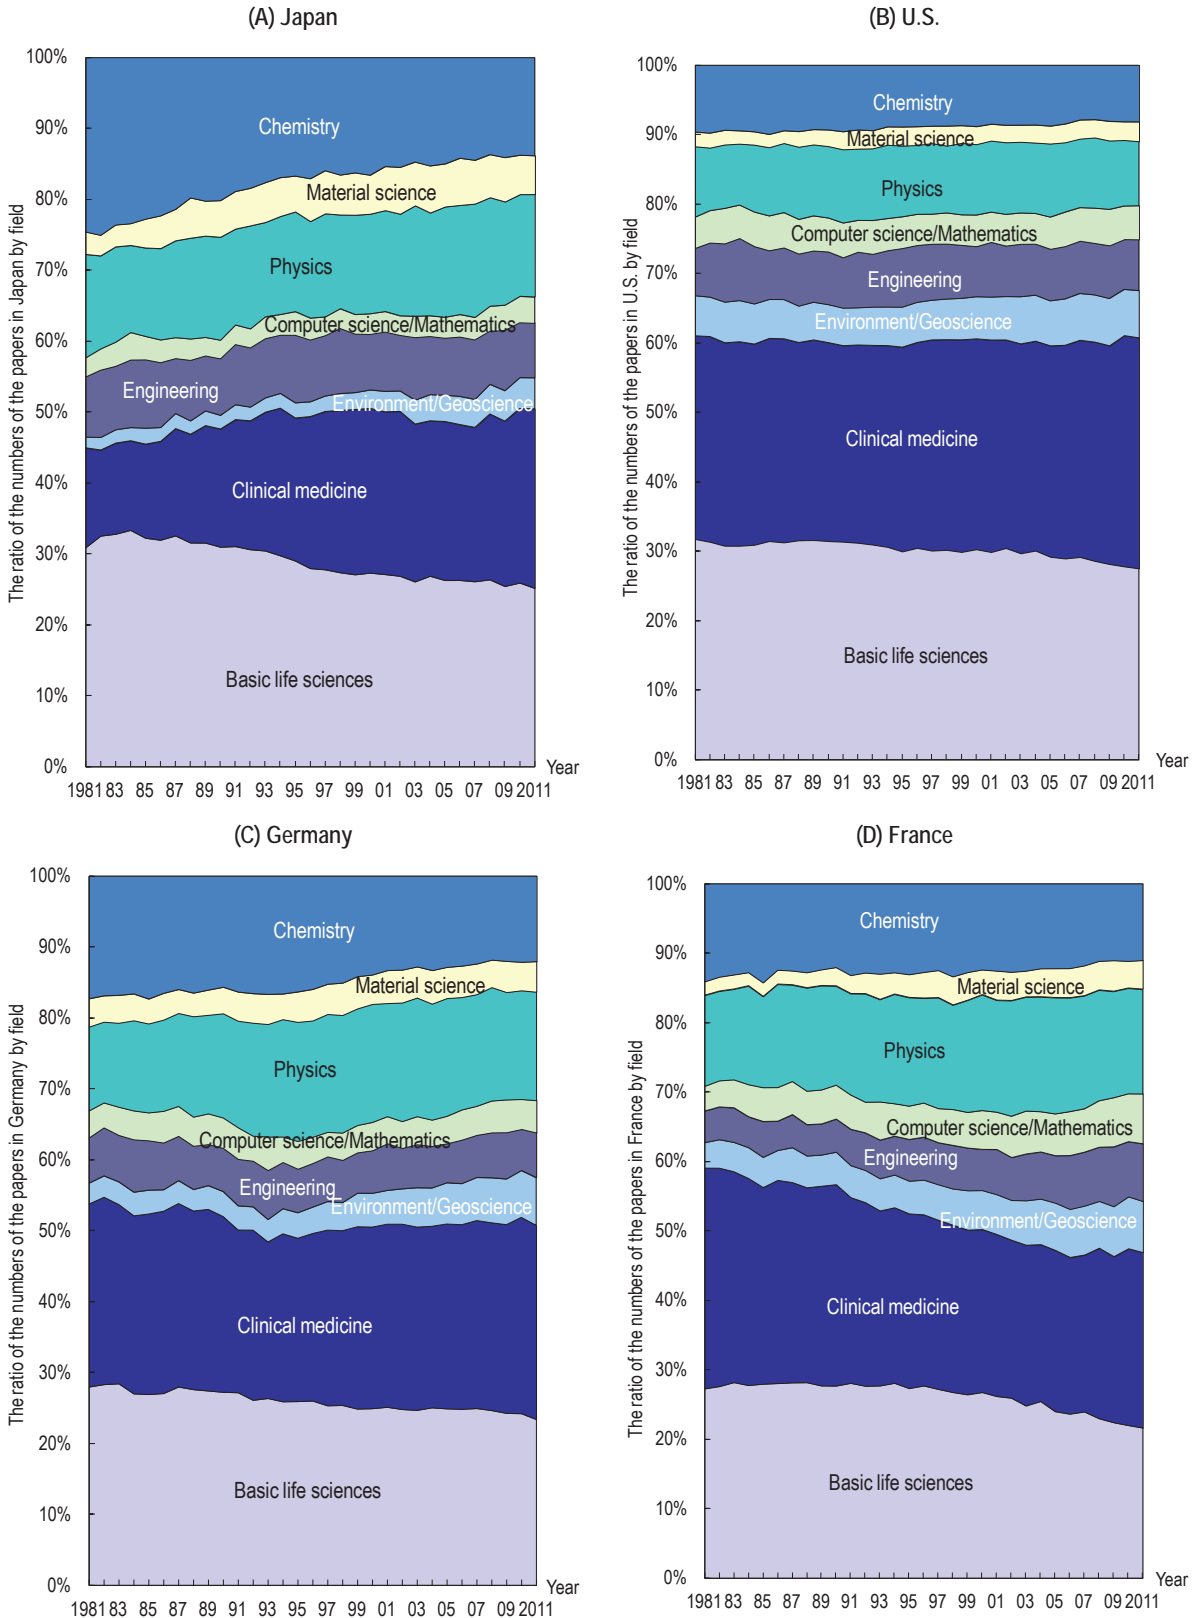 (A) Japan
The ratio of the numbers of the papers in Japan by field
100%
90%
80%
70%
60%
50%
40%
30%
20%
10%
0%
Chemistry
Material science
Physics
Computer science/Mathematics
Engineering
Environment/Geoscience
Clinical medicine
Basic life sciences
1981 83 85 87 89 91 93 95 97 99 01 03 05 07 09 2011
Year
(B) U.S.
The ratio of the numbers of the papers in U.S. by field
100%
90%
80%
70%
60%
50%
40%
30%
20%
10%
0%
Chemistry
Material science
Physics
Computer science/Mathematics
Engineering
Environment/Geoscience
Clinical medicine
Basic life sciences
1981 83 85 87 89 91 93 95 97 99 01 03 05 07 09 2011
Year
(C) Germany
The ratio of the numbers of the papers in Germany by field
100%
90%
80%
70%
60%
50%
40%
30%
20%
10%
0%
Chemistry
Material science
Physics
Computer science/Mathematics
Engineering
Environment/Geoscience
Clinical medicine
Basic life sciences
1981 83 85 87 89 91 93 95 97 99 01 03 05 07 09 2011
Year
(D) France
The ratio of the numbers of the papers in France by field
100%
90%
80%
70%
60%
50%
40%
30%
20%
10%
0%
Chemistry
Material science
Physics
Computer science/Mathematics
Engineering
Environment/Geoscience
Clinical medicine
Basic life sciences
1981 83 85 87 89 91 93 95 97 99 01 03 05 07 09 2011
Year